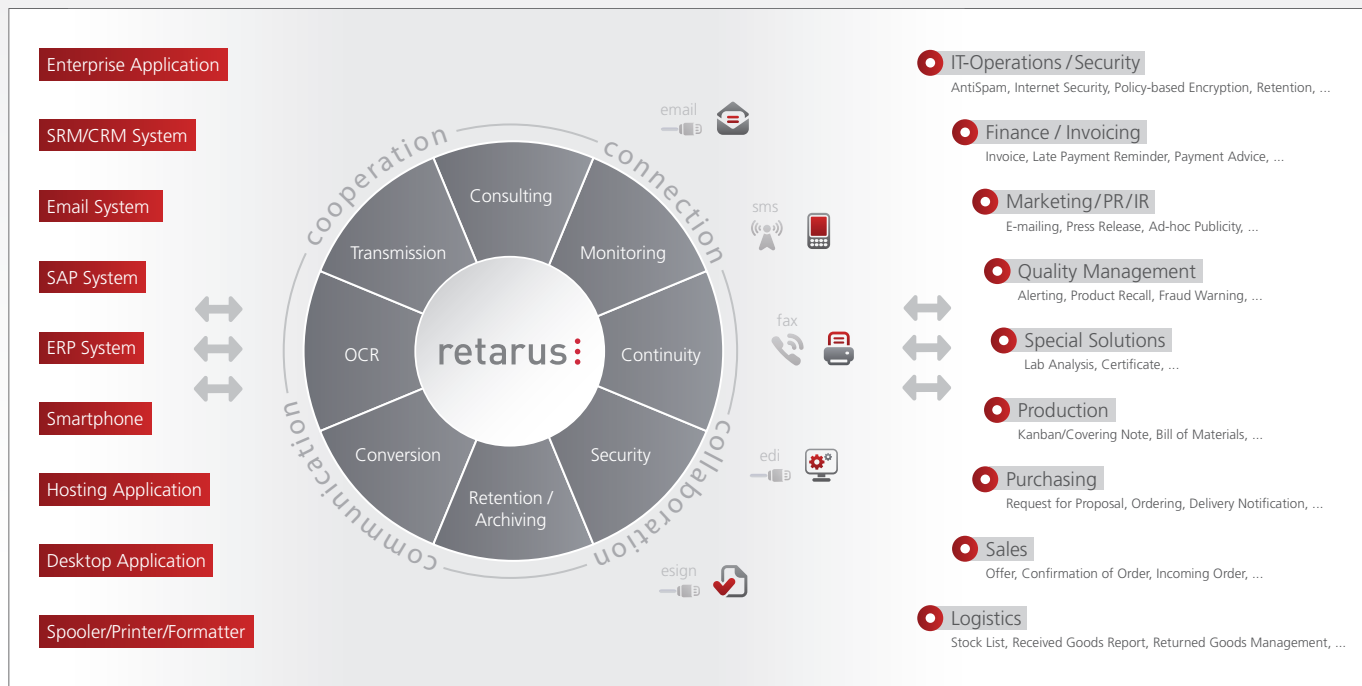 Enterprise Application
SRM/CRM System
Email System
SAP System
ERP System
Smartphone
Hosting Application
Desktop Application
Spooler/Printer/Formatter
cooperation
connection
collaboration
communication
Consulting
Monitoring
Continuity
Security
Retention /
Archiving
Conversion
OCR
Transmission
retarus
email
sms
fax
edi
esign
IT-Operations / Security
AntiSpam, Internet Security, Policy-based Encryption, Retention, ...
Finance / Invoicing
Invoice, Late Payment Reminder, Payment Advice, ...
Marketing/PR/IR
E-mailing, Press Release, Ad-hoc Publicity, ...
Quality Management
Alerting, Product Recall, Fraud Warning, ...
Special Solutions
Lab Analysis, Certificate, ...
Production
Kanban/Covering Note, Bill of Materials, ...
Purchasing
Request for Proposal, Ordering, Delivery Notification, ...
Sales
Offer, Confirmation of Order, Incoming Order, ...
Logistics
Stock List, Received Goods Report, Returned Goods Management, ...